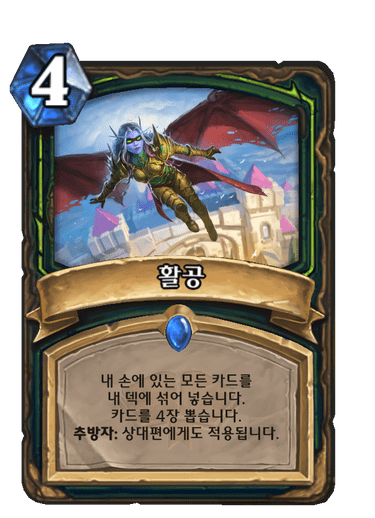 4
활공
내 손에 있는 모든 카드를
내 덱에 섞어 넣습니다.
카드를 4장 뽑습니다.
추방자: 상대편에게도 적용됩니다.